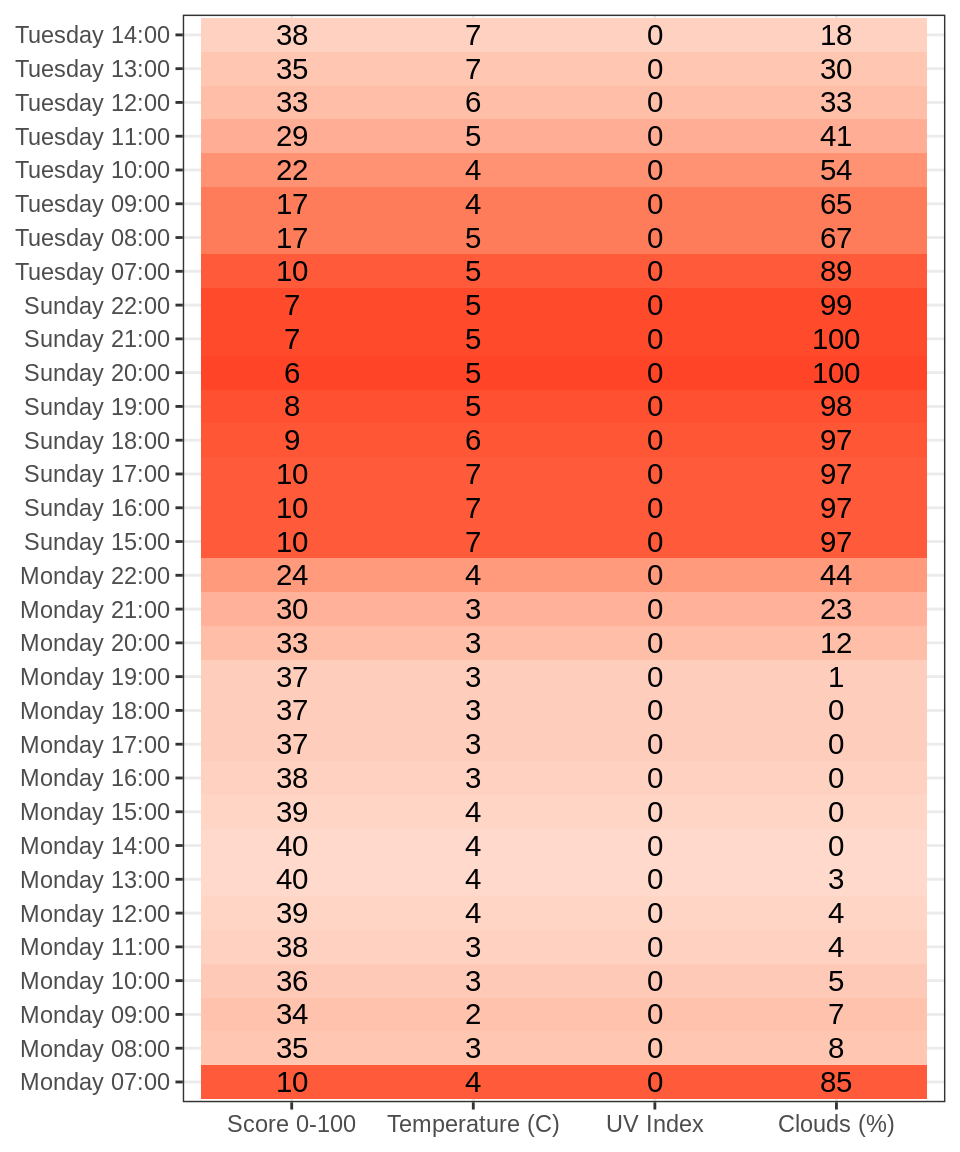 Tuesday 14:00 38 7 0 18
Tuesday 13:00 35 7 0 30
Tuesday 12:00 33 6 0 33
Tuesday 11:00 29 5 0 41
Tuesday 10:00 22 4 0 54
Tuesday 09:00 17 4 0 65
Tuesday 08:00 17 5 0 67
Tuesday 07:00 10 5 0 89
Sunday 22:00 7 5 0 99
Sunday 21:00 7 5 0 100
Sunday 20:00 6 5 0 100
Sunday 19:00 8 5 0 98
Sunday 18:00 9 6 0 97
Sunday 17:00 10 7 0 97
Sunday 16:00 10 7 0 97
Sunday 15:00 10 7 0 97
Monday 22:00 24 4 0 44
Monday 21:00 30 3 0 23
Monday 20:00 33 3 0 12
Monday 19:00 37 3 0 1
Monday 18:00 37 3 0 0
Monday 17:00 37 3 0 0
Monday 16:00 38 3 0 0
Monday 15:00 39 4 0 0
Monday 14:00 40 4 0 0
Monday 13:00 40 4 0 3
Monday 12:00 39 4 0 4
Monday 11:00 38 3 0 4
Monday 10:00 36 3 0 5
Monday 09:00 34 2 0 7
Monday 08:00 35 3 0 8
Monday 07:00 10 4 0 85
Score 0-100 Temperature (C) UV Index Clouds (%)